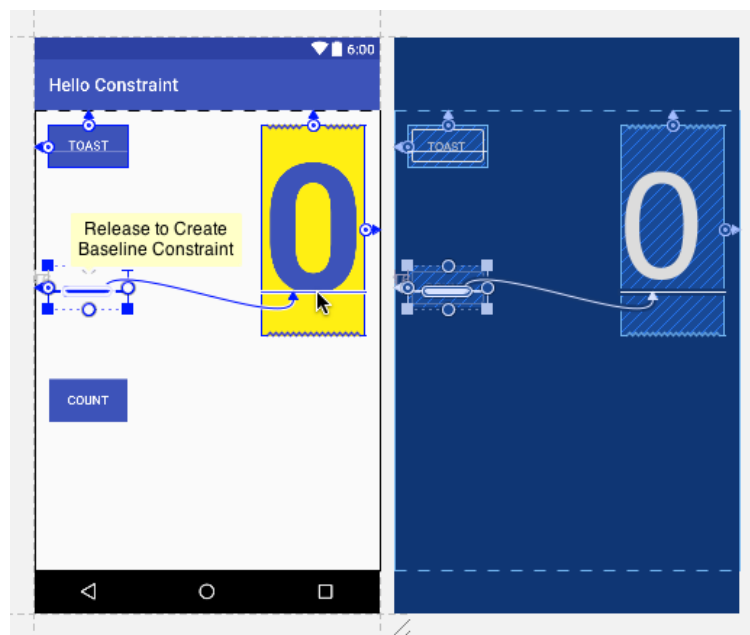 6:00
Hello Constraint
TOAST
0
Release to Create
Baseline Constraint
COUNT
TOAST
0